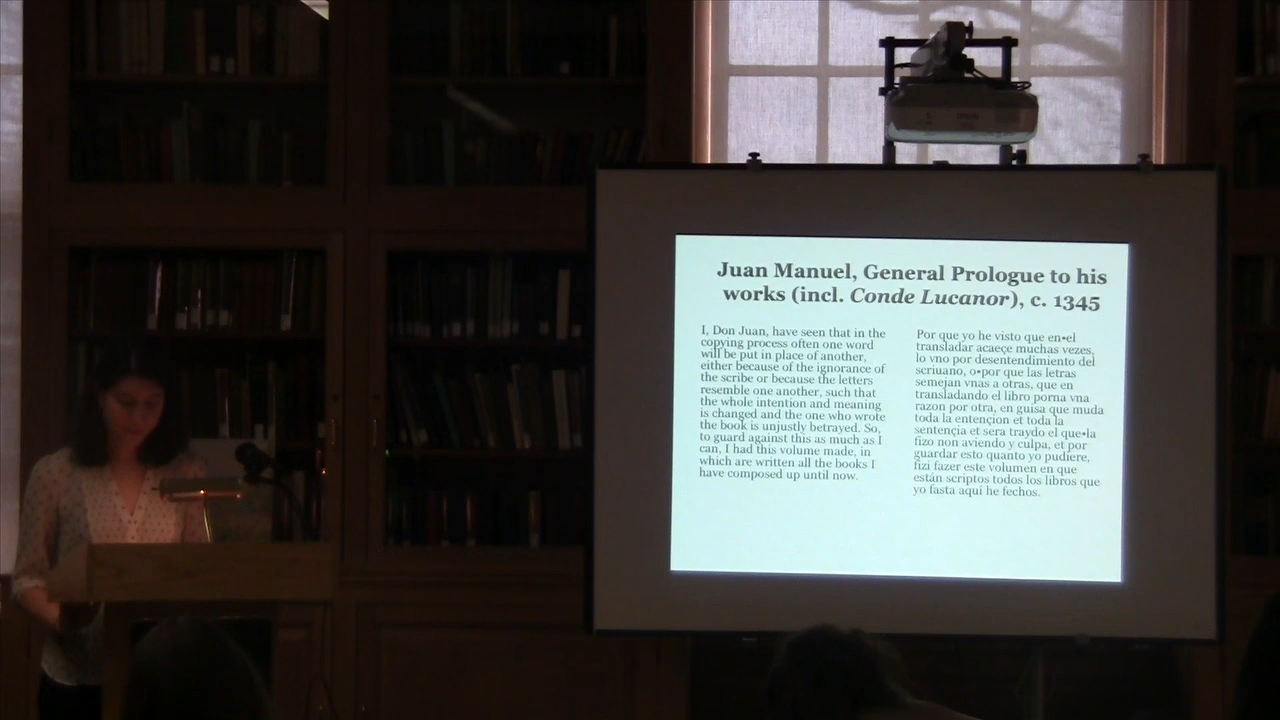 Juan Manuel, General Prologue to his
works (incl. Conde Lucanor), c. 1345
I, Don Juan, have seen that in the
copying process often one word
will be put in place of another,
either because of the ignorance of
the scribe or because the letters
resemble one another, such that
the whole intention and meaning
is changed and the one who wrote
the book is unjustly betrayed. So,
to guard against this as much as I
can, I had this volume made, in
which are written all the books I
have composed up until now.
Por que yo he visto que en•el
transladar acaeçe muchas vezes,
lo vno por desentendimiento del
scriuano, o•por que las letras
semejan vnas a otras, que en
transladando el libro porna vna
razon por otra, en guisa que muda
toda la entençion et toda la
sentençia et sera traydo el que•la
fizo non aviendo y culpa, et por
guardar esto quanto yo pudiere,
fizi fazer este volumen en que
están scriptos todos los libros que
yo fasta aqui he fechos.